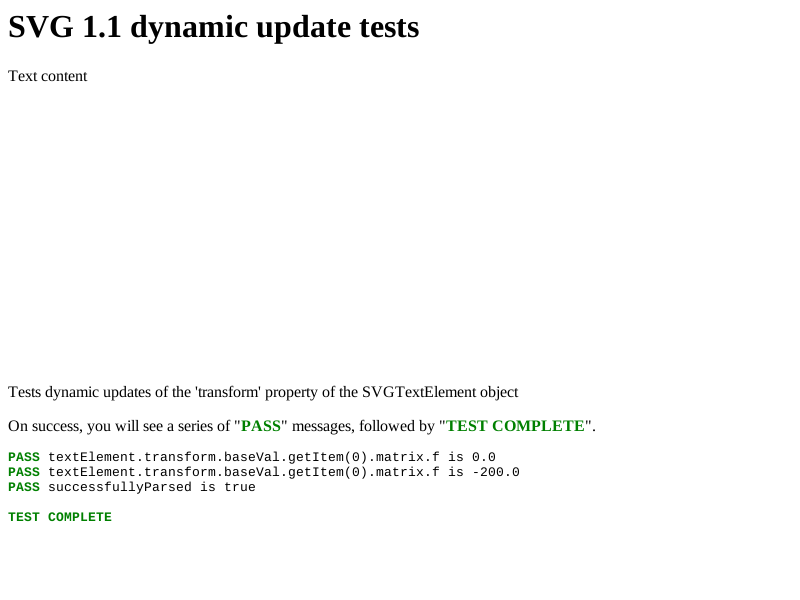 SVG 1.1 dynamic update tests
Text content
Tests dynamic updates of the 'transform' property of the SVGTextElement object
On success, you will see a series of "PASS" messages, followed by "TEST COMPLETE".
PASS textElement.transform.baseVal.getItem(0).matrix.f is 0.0
PASS textElement.transform.baseVal.getItem(0).matrix.f is -200.0
PASS successfullyParsed is true
TEST COMPLETE